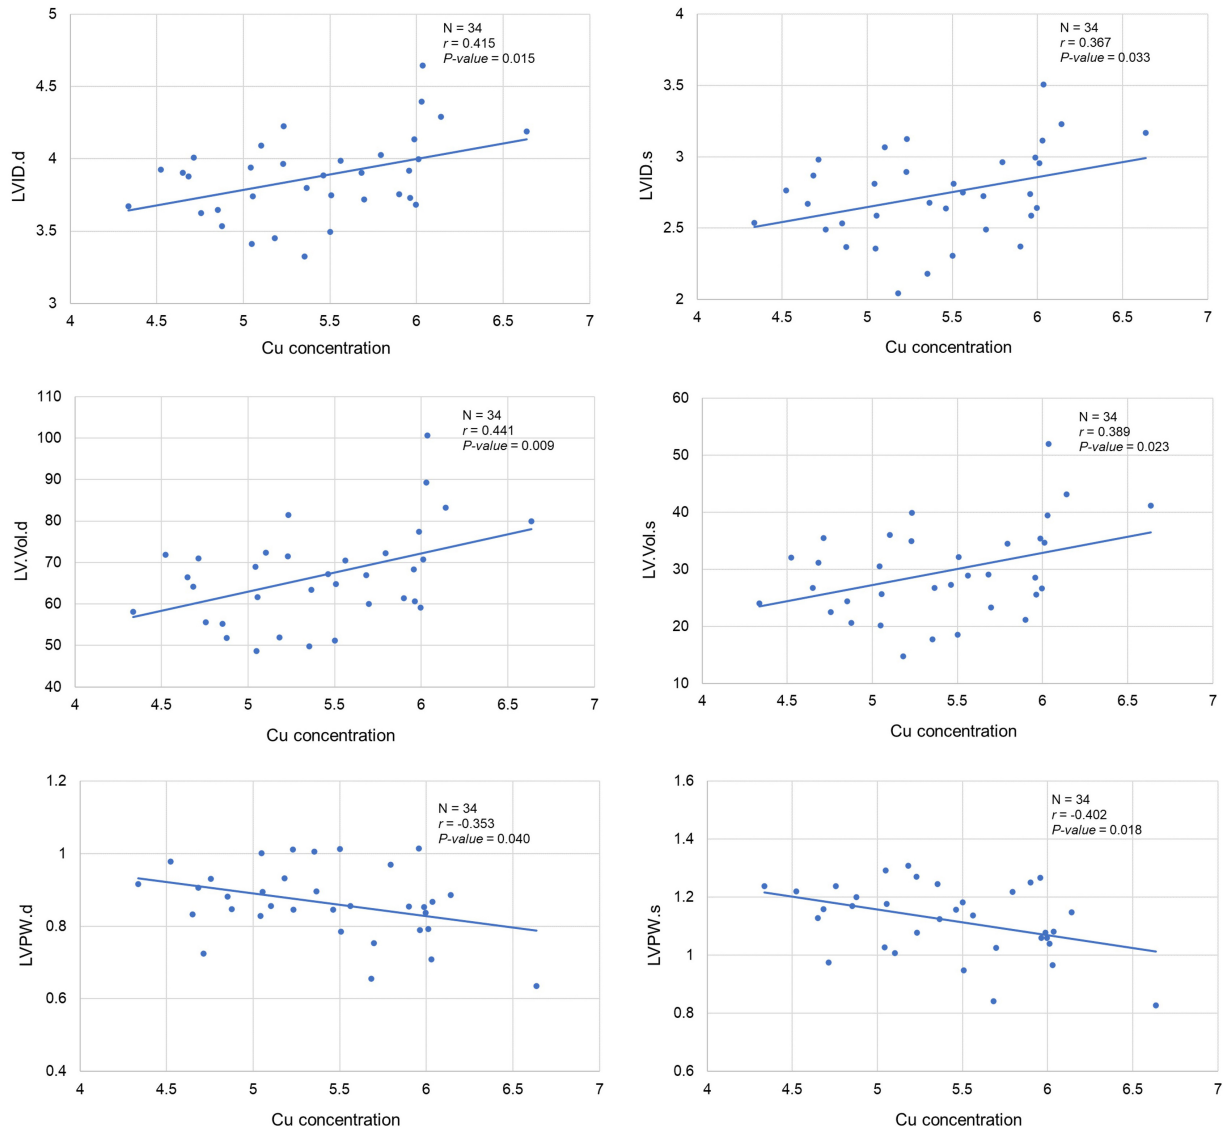 5
4.5
4
3.5
3
LVID.d
N = 34
r = 0.415
P-value = 0.015
4 4.5 5 5.5 6 6.5 7
Cu concentration
4
3.5
3
2.5
2
LVID.s
N = 34
r = 0.367
P-value = 0.033
4 4.5 5 5.5 6 6.5 7
Cu concentration
110
100
90
80
70
60
50
40
LV.Vol.d
N = 34
r = 0.441
P-value = 0.009
4 4.5 5 5.5 6 6.5 7
Cu concentration
60
50
40
30
20
10
LV.Vol.s
N = 34
r = 0.389
P-value = 0.023
4 4.5 5 5.5 6 6.5 7
Cu concentration
1.2
1
0.8
0.6
0.4
LVPW.d
N = 34
r = -0.353
P-value = 0.040
4 4.5 5 5.5 6 6.5 7
Cu concentration
1.6
1.4
1.2
1
0.8
0.6
LVPW.s
N = 34
r = -0.402
P-value = 0.018
4 4.5 5 5.5 6 6.5 7
Cu concentration